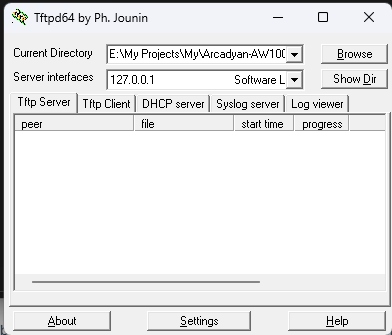 Tftpd64 by Ph. Jounin
Current Directory E:\My Projects\My\Arcadyan-AW100 Browse
Server interfaces 127.0.0.1 Software L Show Dir
Tftp Server Tftp Client DHCP server Syslog server Log viewer
peer file start time progress
About Settings Help